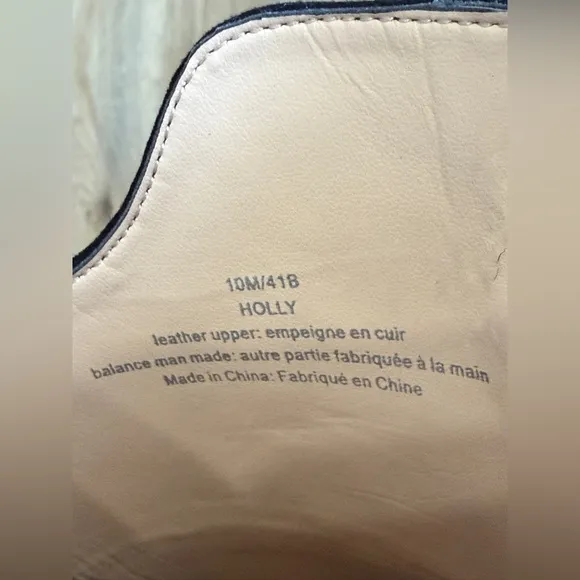 10M/41B
HOLLY
leather upper: empeigne en cuir
balance man made: autre partie fabriquée à la main
Made in China: Fabriqué en Chine